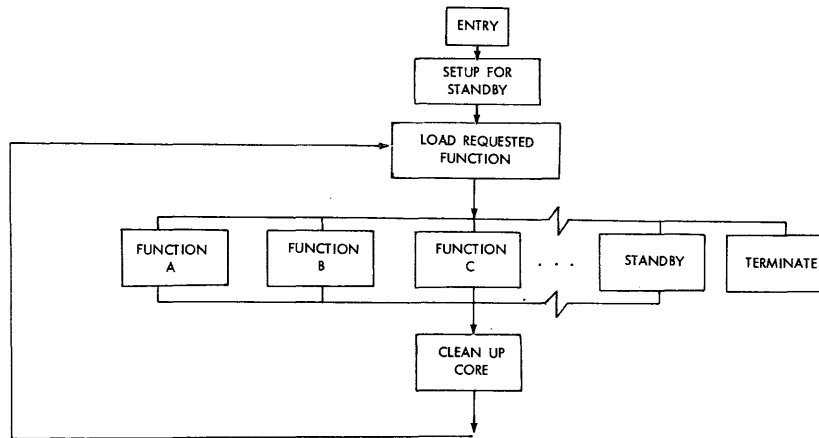 ENTRY
SETUP FOR
STANDBY
LOAD REQUESTED
FUNCTION
FUNCTION
A
FUNCTION
B
FUNCTION
C
. . .
STANDBY
TERMINATE
CLEAN UP
CORE